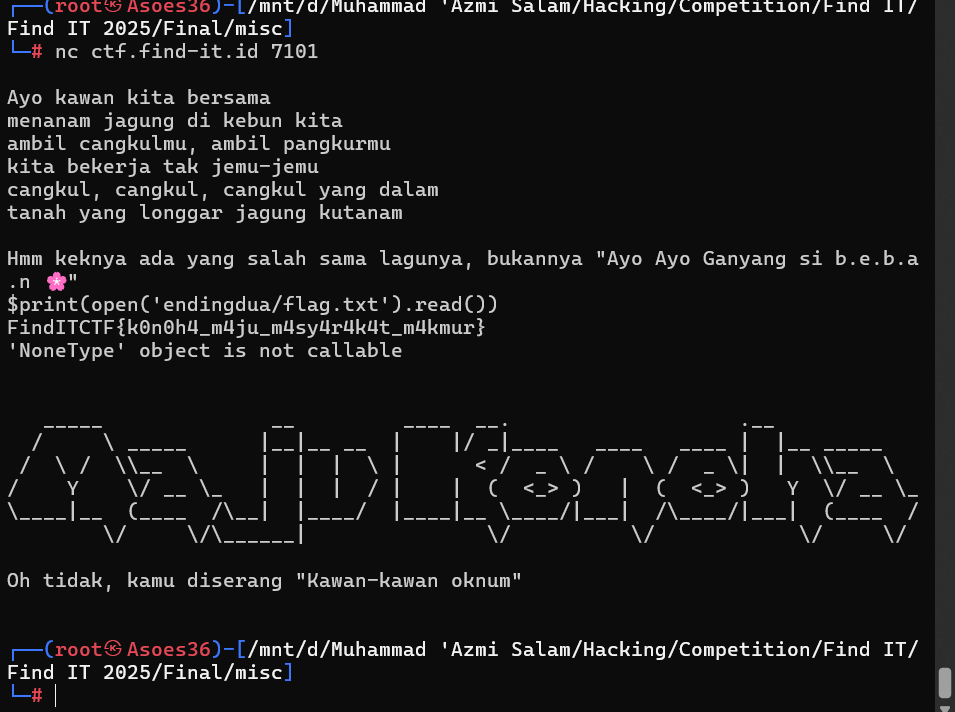 ┌──(root㉿Asoes36)-[/mnt/d/Muhammad 'Azmi Salam/Hacking/Competition/Find IT/
Find IT 2025/Final/misc]
└─# nc ctf.find-it.id 7101
Ayo kawan kita bersama
menanam jagung di kebun kita
ambil cangkulmu, ambil pangkurmu
kita bekerja tak jemu-jemu
cangkul, cangkul, cangkul yang dalam
tanah yang longgar jagung kutanam
Hmm keknya ada yang salah sama lagunya, bukannya "Ayo Ayo Ganyang si b.e.b.a
.n 🌸"
$print(open('endingdua/flag.txt').read())
FindITCTF{k0n0h4_m4ju_m4sy4r4k4t_m4kmur}
'NoneType' object is not callable
Maju Konoha
Oh tidak, kamu diserang "Kawan-kawan oknum"
┌──(root㉿Asoes36)-[/mnt/d/Muhammad 'Azmi Salam/Hacking/Competition/Find IT/
Find IT 2025/Final/misc]
└─#